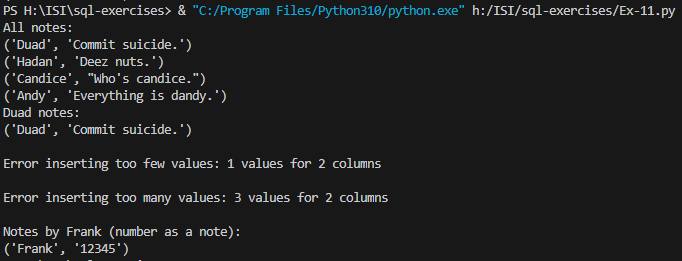 PS H:\ISI\sql-exercises> & "C:/Program Files/Python310/python.exe" h:/ISI/sql-exercises/Ex-11.py
All notes:
('Duad', 'Commit suicide.')
('Hadan', 'Deez nuts.')
('Candice', "Who's candice.")
('Andy', 'Everything is dandy.')
Duad notes:
('Duad', 'Commit suicide.')
Error inserting too few values: 1 values for 2 columns
Error inserting too many values: 3 values for 2 columns
Notes by Frank (number as a note):
('Frank', '12345')